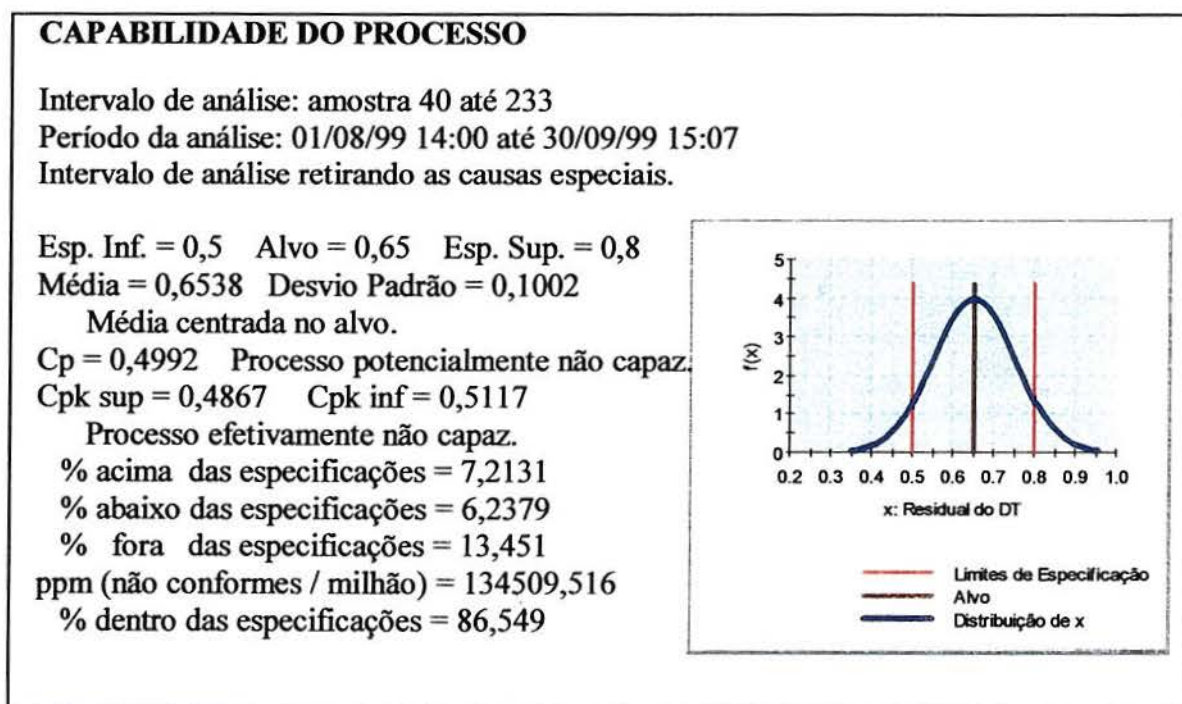 CAPABILIDADE DO PROCESSO
Intervalo de análise: amostra 40 até 233
Período da análise: 01/08/99 14:00 até 30/09/99 15:07
Intervalo de análise retirando as causas especiais.
Esp. Inf. = 0,5 Alvo = 0,65 Esp. Sup. = 0,8
Média = 0,6538 Desvio Padrão = 0,1002
Média centrada no alvo.
Cp = 0,4992 Processo potencialmente não capaz.
Cpk sup = 0,4867 Cpk inf = 0,5117
Processo efetivamente não capaz.
% acima das especificações = 7,2131
% abaixo das especificações = 6,2379
% fora das especificações = 13,451
ppm (não conformes / milhão) = 134509,516
% dentro das especificações = 86,549
5
4
3
2
1
0
f(x)
0.2 0.3 0.4 0.5 0.6 0.7 0.8 0.9 1.0
x: Residual do DT
Limites de Especificação
Alvo
Distribuição de x